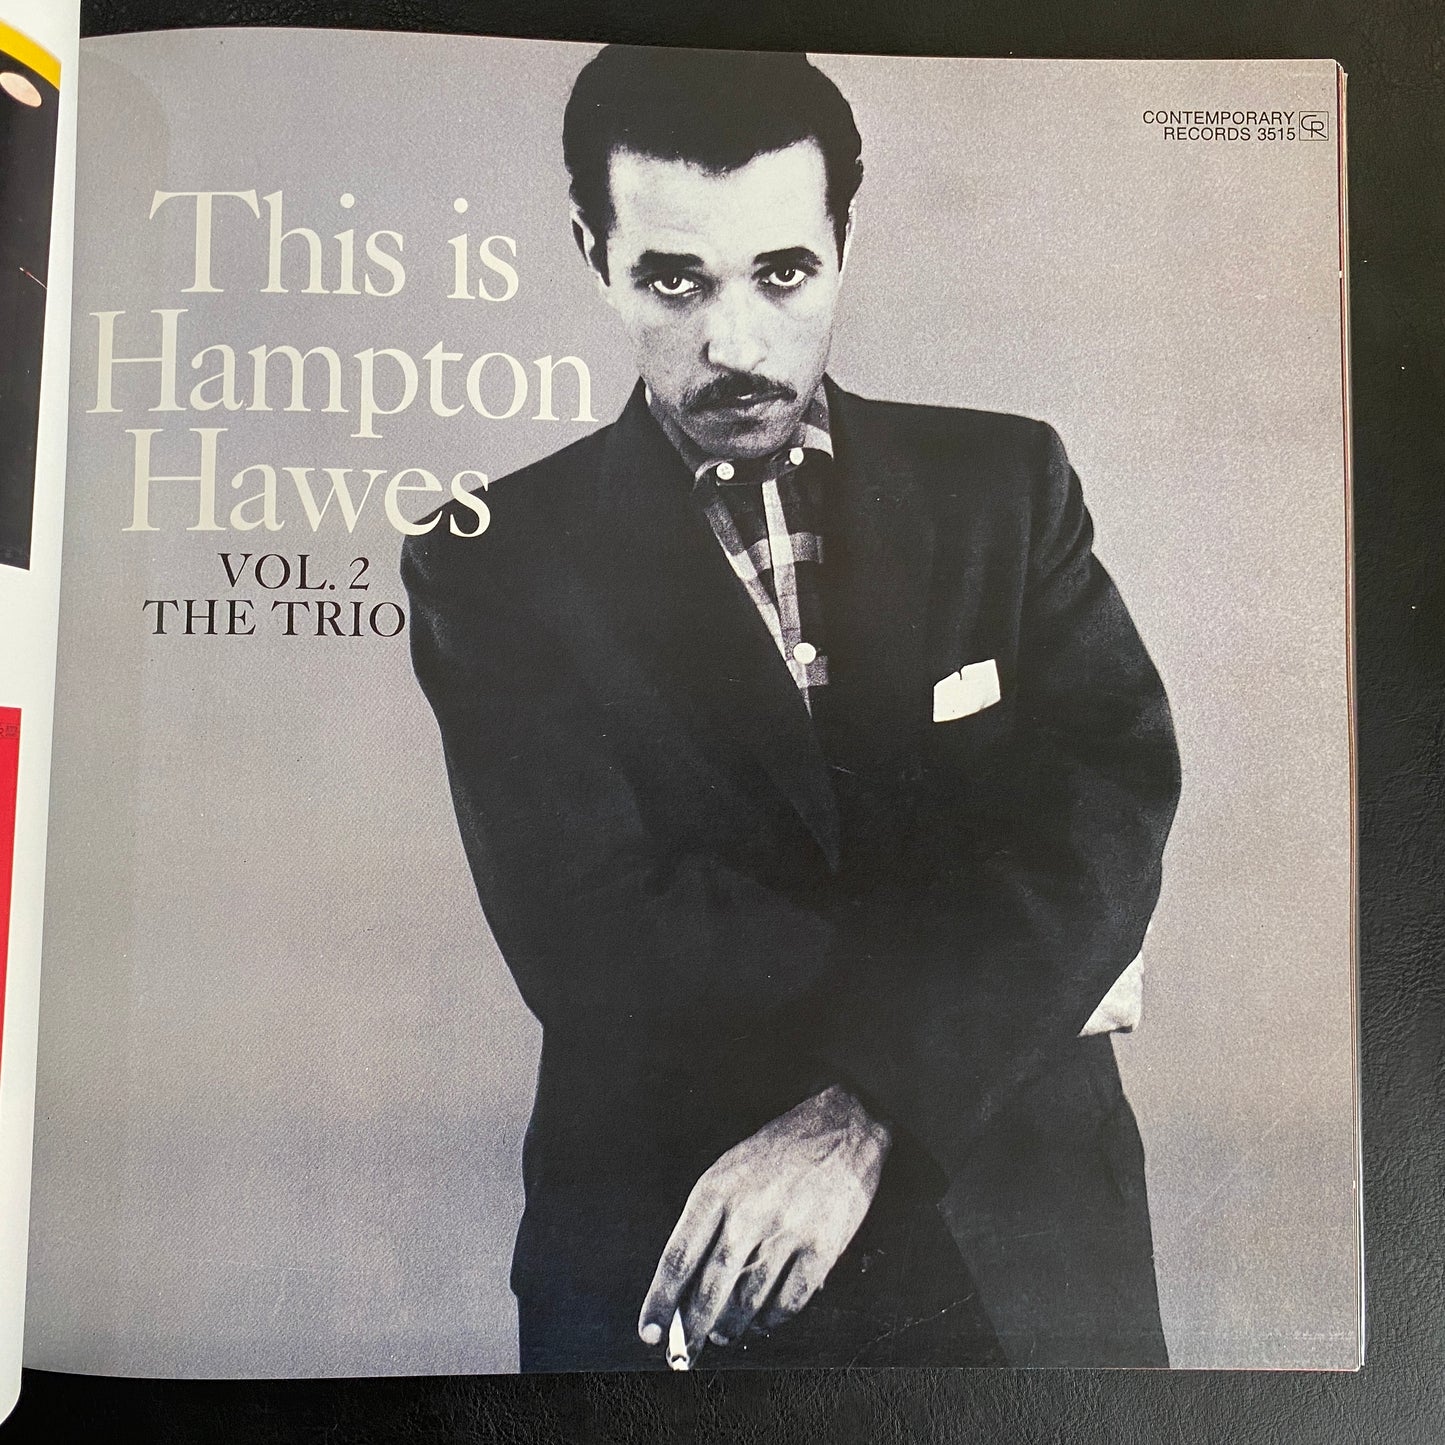 CONTEMPORARY
RECORDS 3515 CR
This is
Hampton
Hawes
VOL. 2
THE TRIO